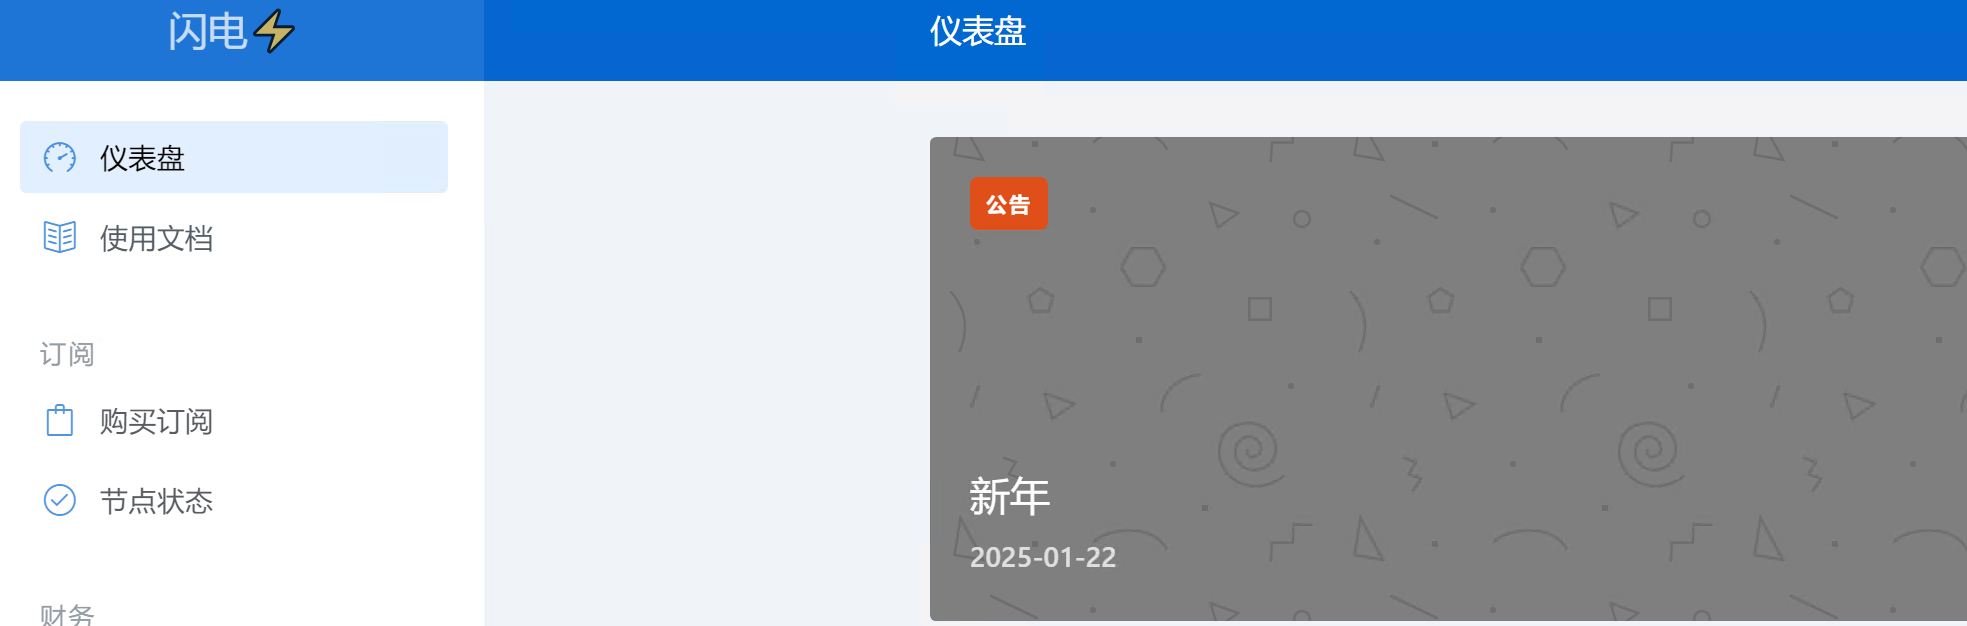 闪电⚡
仪表盘
仪表盘
使用文档
订阅
购买订阅
节点状态
财务
公告
新年
2025-01-22